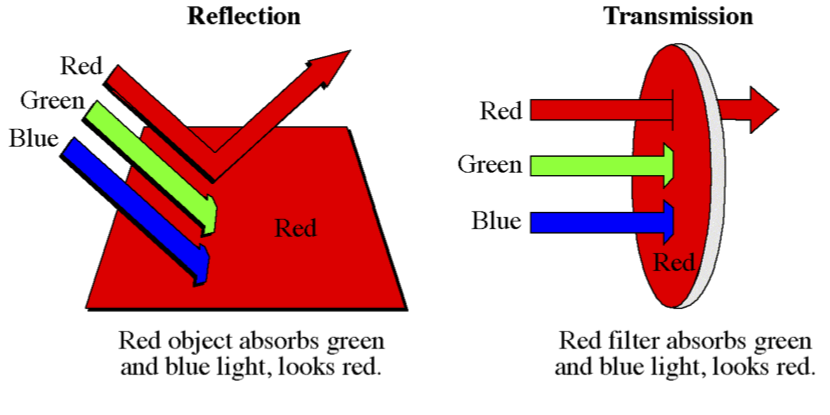 Reflection
Red
Green
Blue
Red
Red object absorbs green
and blue light, looks red.
Transmission
Red
Green
Blue
Red
Red filter absorbs green
and blue light, looks red.